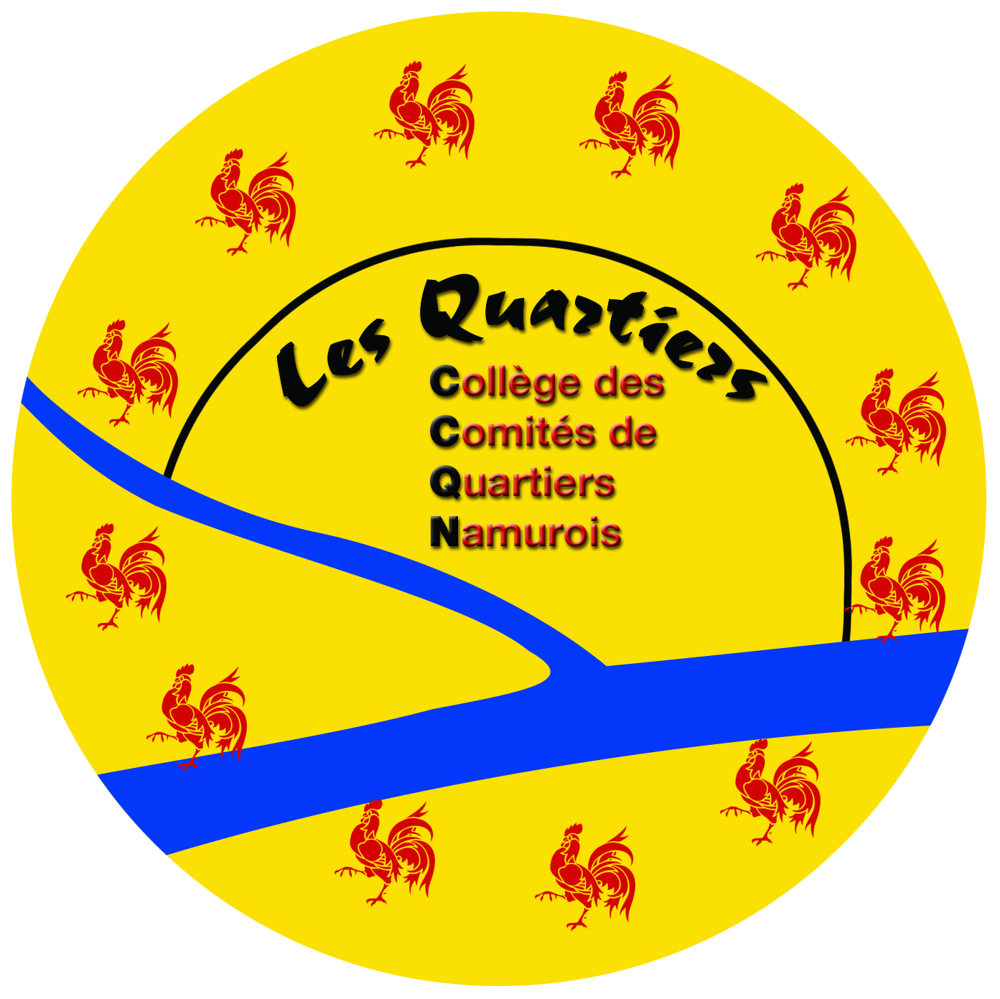 Les Quartiers
Collège des
Comités de
Quartiers
Namurois